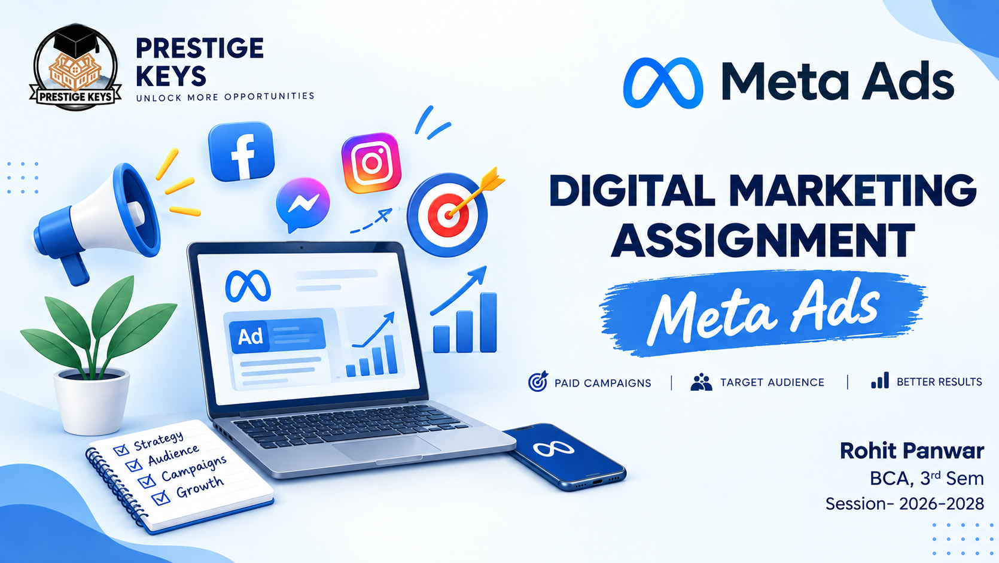 PRESTIGE KEYS
PRESTIGE
KEYS
UNLOCK MORE OPPORTUNITIES
Meta Ads
DIGITAL MARKETING
ASSIGNMENT
Meta Ads
PAID CAMPAIGNS
TARGET AUDIENCE
BETTER RESULTS
Ad
Strategy
Audience
Campaigns
Growth
Rohit Panwar
BCA, 3rd Sem
Session- 2026-2028